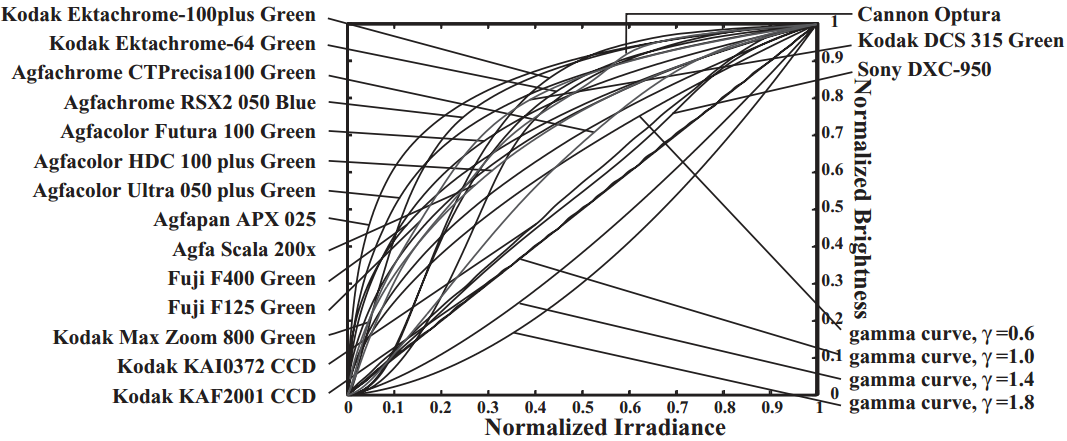 Kodak Ektachrome-100plus Green
Kodak Ektachrome-64 Green
Agfachrome CTPrecisa100 Green
Agfachrome RSX2 050 Blue
Agfacolor Futura 100 Green
Agfacolor HDC 100 plus Green
Agfacolor Ultra 050 plus Green
Agfapan APX 025
Agfa Scala 200x
Fuji F400 Green
Fuji F125 Green
Kodak Max Zoom 800 Green
Kodak KAI0372 CCD
Kodak KAF2001 CCD
Cannon Optura
Kodak DCS 315 Green
Sony DXC-950
1
0.9
0.8
0.7
0.6
0.5
0.4
0.3
0.2
0.1
0
Normalized Brightness
gamma curve, γ=0.6
gamma curve, γ=1.0
gamma curve, γ=1.4
gamma curve, γ=1.8
0 0.1 0.2 0.3 0.4 0.5 0.6 0.7 0.8 0.9 1
Normalized Irradiance